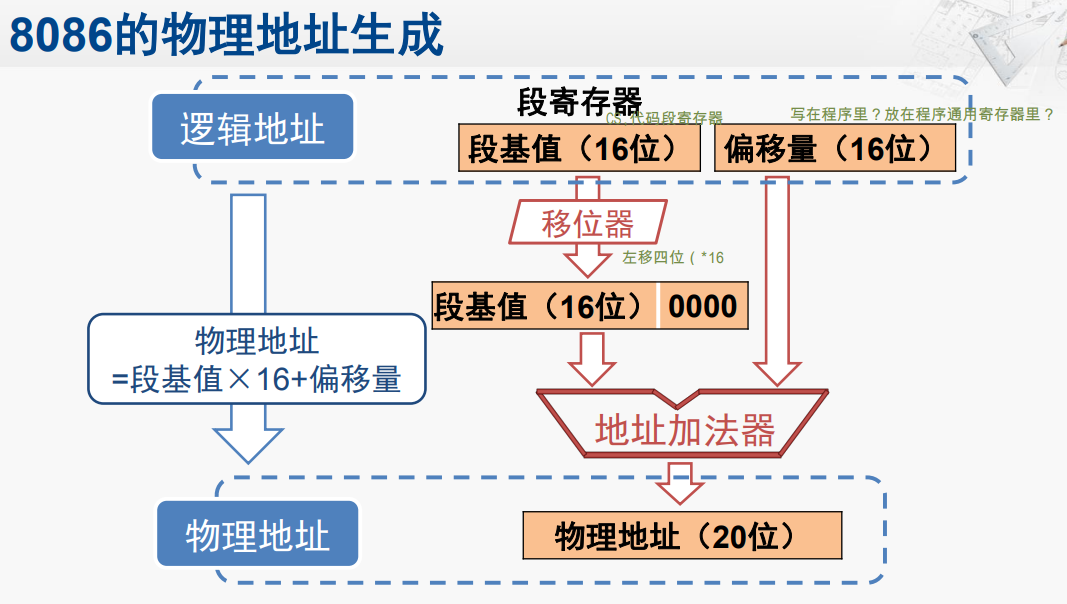 8086的物理地址生成
段寄存器
CS 代码段寄存器
写在程序里？放在程序通用寄存器里？
逻辑地址
段基值（16位）
偏移量（16位）
移位器
左移四位（*16
段基值（16位）
0000
物理地址
=段基值×16+偏移量
地址加法器
物理地址
物理地址（20位）